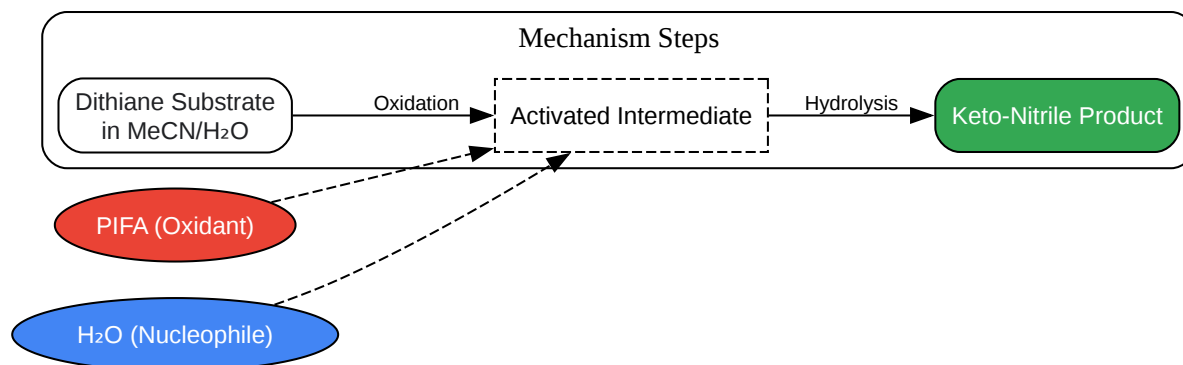 Mechanism Steps
Dithiane Substrate
in MeCN/H₂O
Oxidation
Activated Intermediate
Hydrolysis
Keto-Nitrile Product
PIFA (Oxidant)
H₂O (Nucleophile)